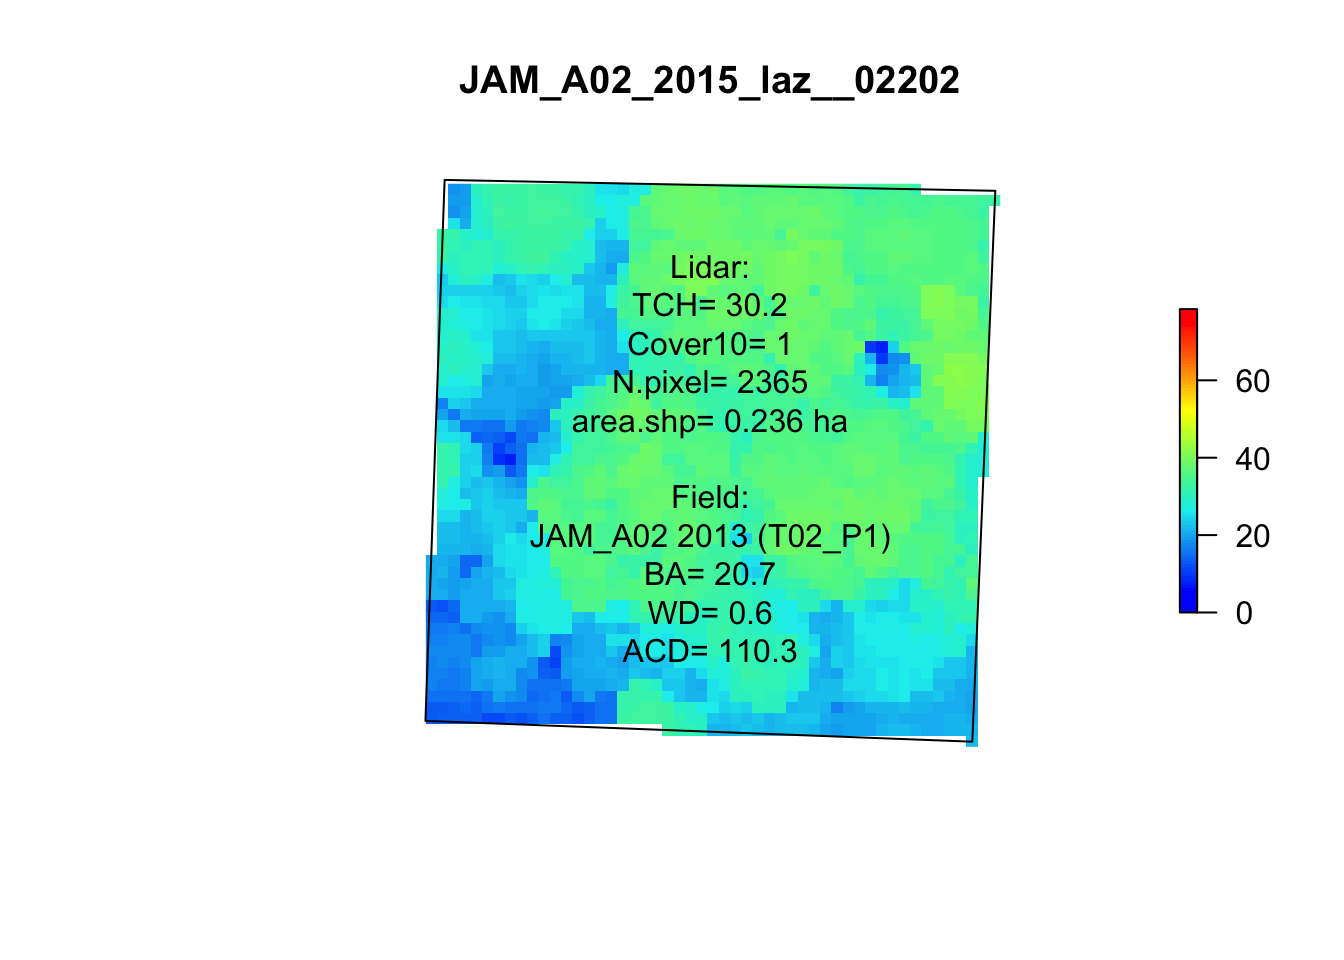 JAM_A02_2015_laz__02202
Lidar:
TCH= 30.2
Cover10= 1
N.pixel= 2365
area.shp= 0.236 ha
Field:
JAM_A02 2013 (T02_P1)
BA= 20.7
WD= 0.6
ACD= 110.3
60
40
20
0